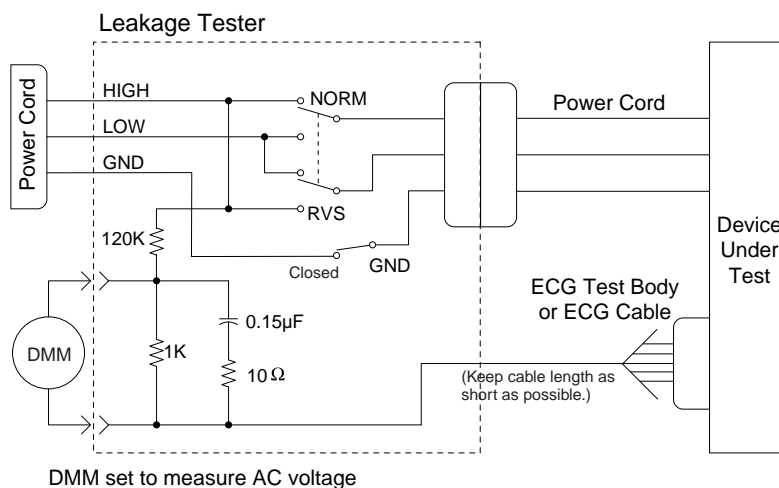 Leakage Tester
Power Cord
HIGH
NORM
LOW
GND
RVS
120K
Closed
GND
Power Cord
Device
Under
Test
DMM
1K
0.15µF
10Ω
ECG Test Body
or ECG Cable
(Keep cable length as
short as possible.)
DMM set to measure AC voltage